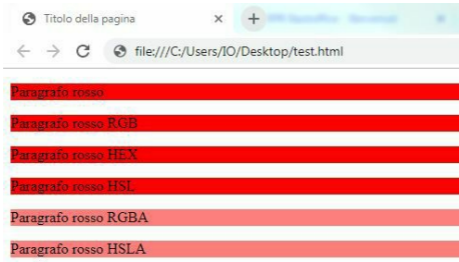 Titolo della pagina
file:///C:/Users/IO/Desktop/test.html
Paragrafo rosso
Paragrafo rosso RGB
Paragrafo rosso HEX
Paragrafo rosso HSL
Paragrafo rosso RGBA
Paragrafo rosso HSLA